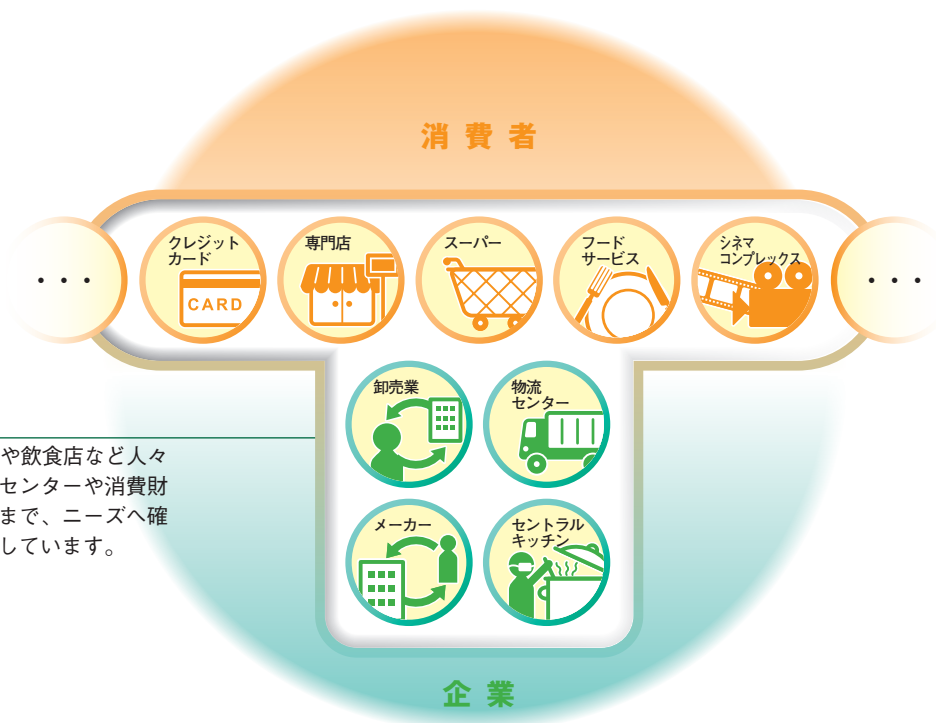 消費者
・・・
クレジット
カード
CARD
専門店
スーパー
フード
サービス
シネマ
コンプレックス
・・・
卸売業
物流
センター
や飲食店など人々
センターや消費財
まで、ニーズへ確
しています。
メーカー
セントラル
キッチン
企業